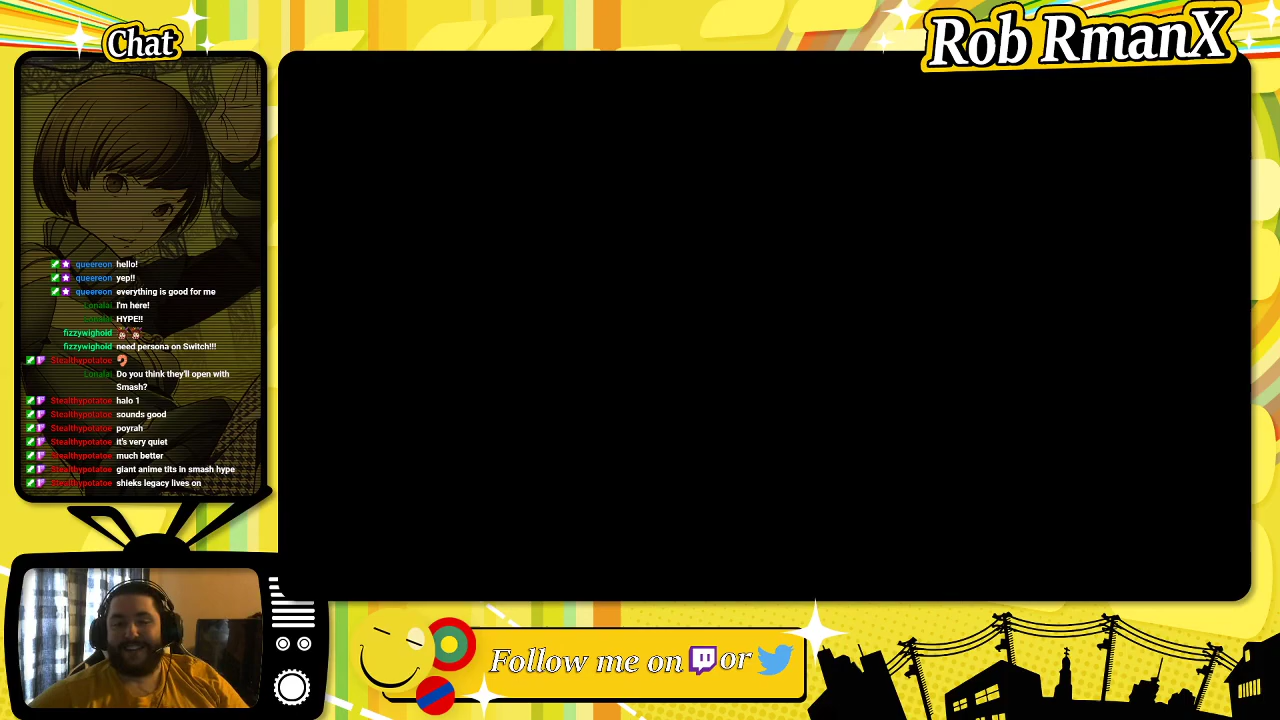 Chat
Rob RmanX
queereon hello!
queereon yep!!
queereon everything is good for me
Lonalai I'm here!
Lonalai HYPE!!
fizzywighoid
fizzywighoid need persona on Switch!!!
Stealthypotatoe
Lonalai Do you think they'll open with
Smash?
Stealthypotatoe halo 1
Stealthypotatoe sounds good
Stealthypotatoe poyrah
Stealthypotatoe it's very quiet
Stealthypotatoe much better
Stealthypotatoe giant anime tits in smash hype
Stealthypotatoe shieks legacy lives on
Follow me on or